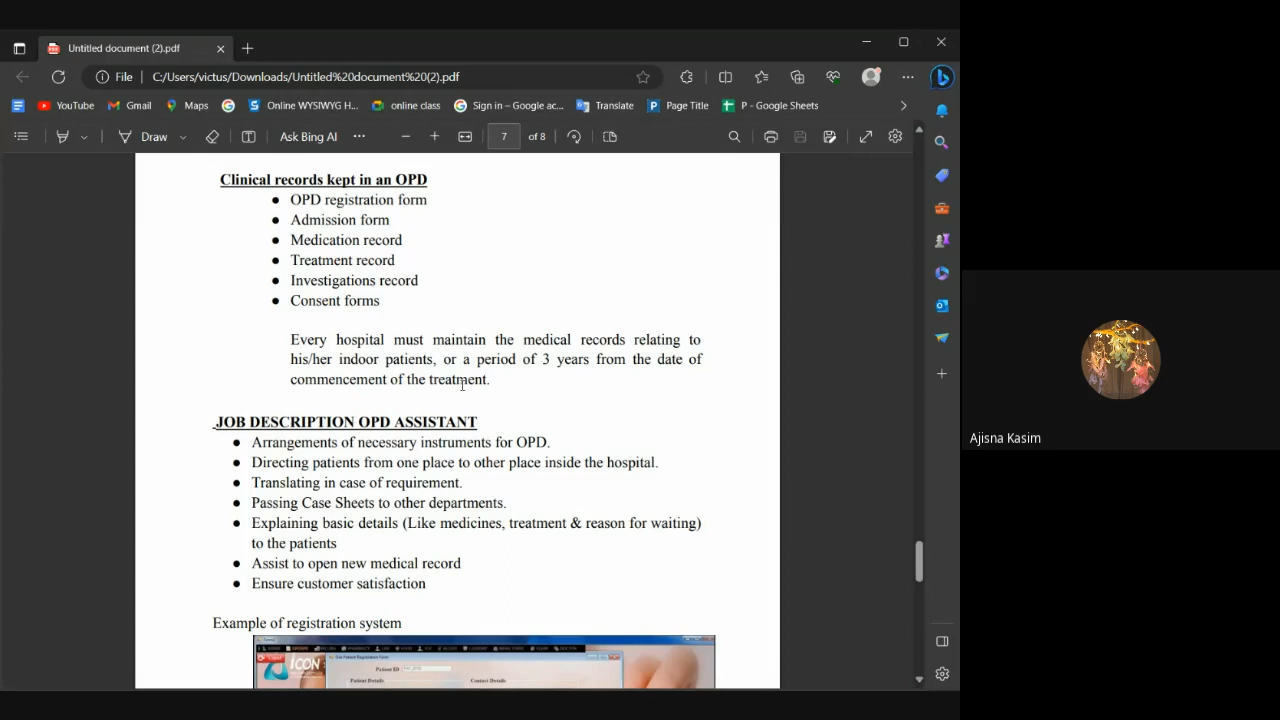 Untitled document (2).pdf
File C:/Users/victus/Downloads/Untitled%20document%20(2).pdf
YouTube Gmail Maps Online WYSIWYG H... online class Sign in – Google ac... Translate Page Title P - Google Sheets
Draw Ask Bing AI 7 of 8
Clinical records kept in an OPD
● OPD registration form
● Admission form
● Medication record
● Treatment record
● Investigations record
● Consent forms
Every hospital must maintain the medical records relating to
his/her indoor patients, or a period of 3 years from the date of
commencement of the treatment.
JOB DESCRIPTION OPD ASSISTANT
● Arrangements of necessary instruments for OPD.
● Directing patients from one place to other place inside the hospital.
● Translating in case of requirement.
● Passing Case Sheets to other departments.
● Explaining basic details (Like medicines, treatment & reason for waiting)
to the patients
● Assist to open new medical record
● Ensure customer satisfaction
Example of registration system
ICON
Patient ID
Patient Details Contact Details
Ajisna Kasim